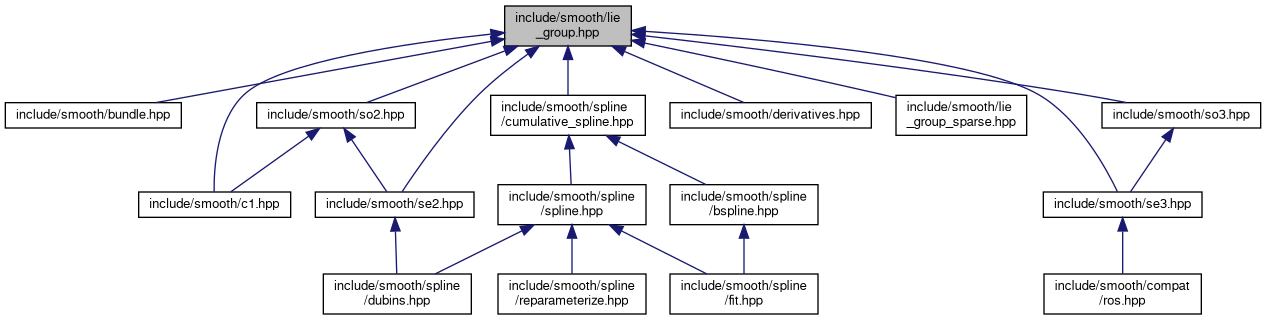 include/smooth/lie
_group.hpp
include/smooth/bundle.hpp
include/smooth/so2.hpp
include/smooth/spline
/cumulative_spline.hpp
include/smooth/derivatives.hpp
include/smooth/lie
_group_sparse.hpp
include/smooth/so3.hpp
include/smooth/c1.hpp
include/smooth/se2.hpp
include/smooth/spline
/spline.hpp
include/smooth/spline
/bspline.hpp
include/smooth/se3.hpp
include/smooth/spline
/dubins.hpp
include/smooth/spline
/reparameterize.hpp
include/smooth/spline
/fit.hpp
include/smooth/compat
/ros.hpp